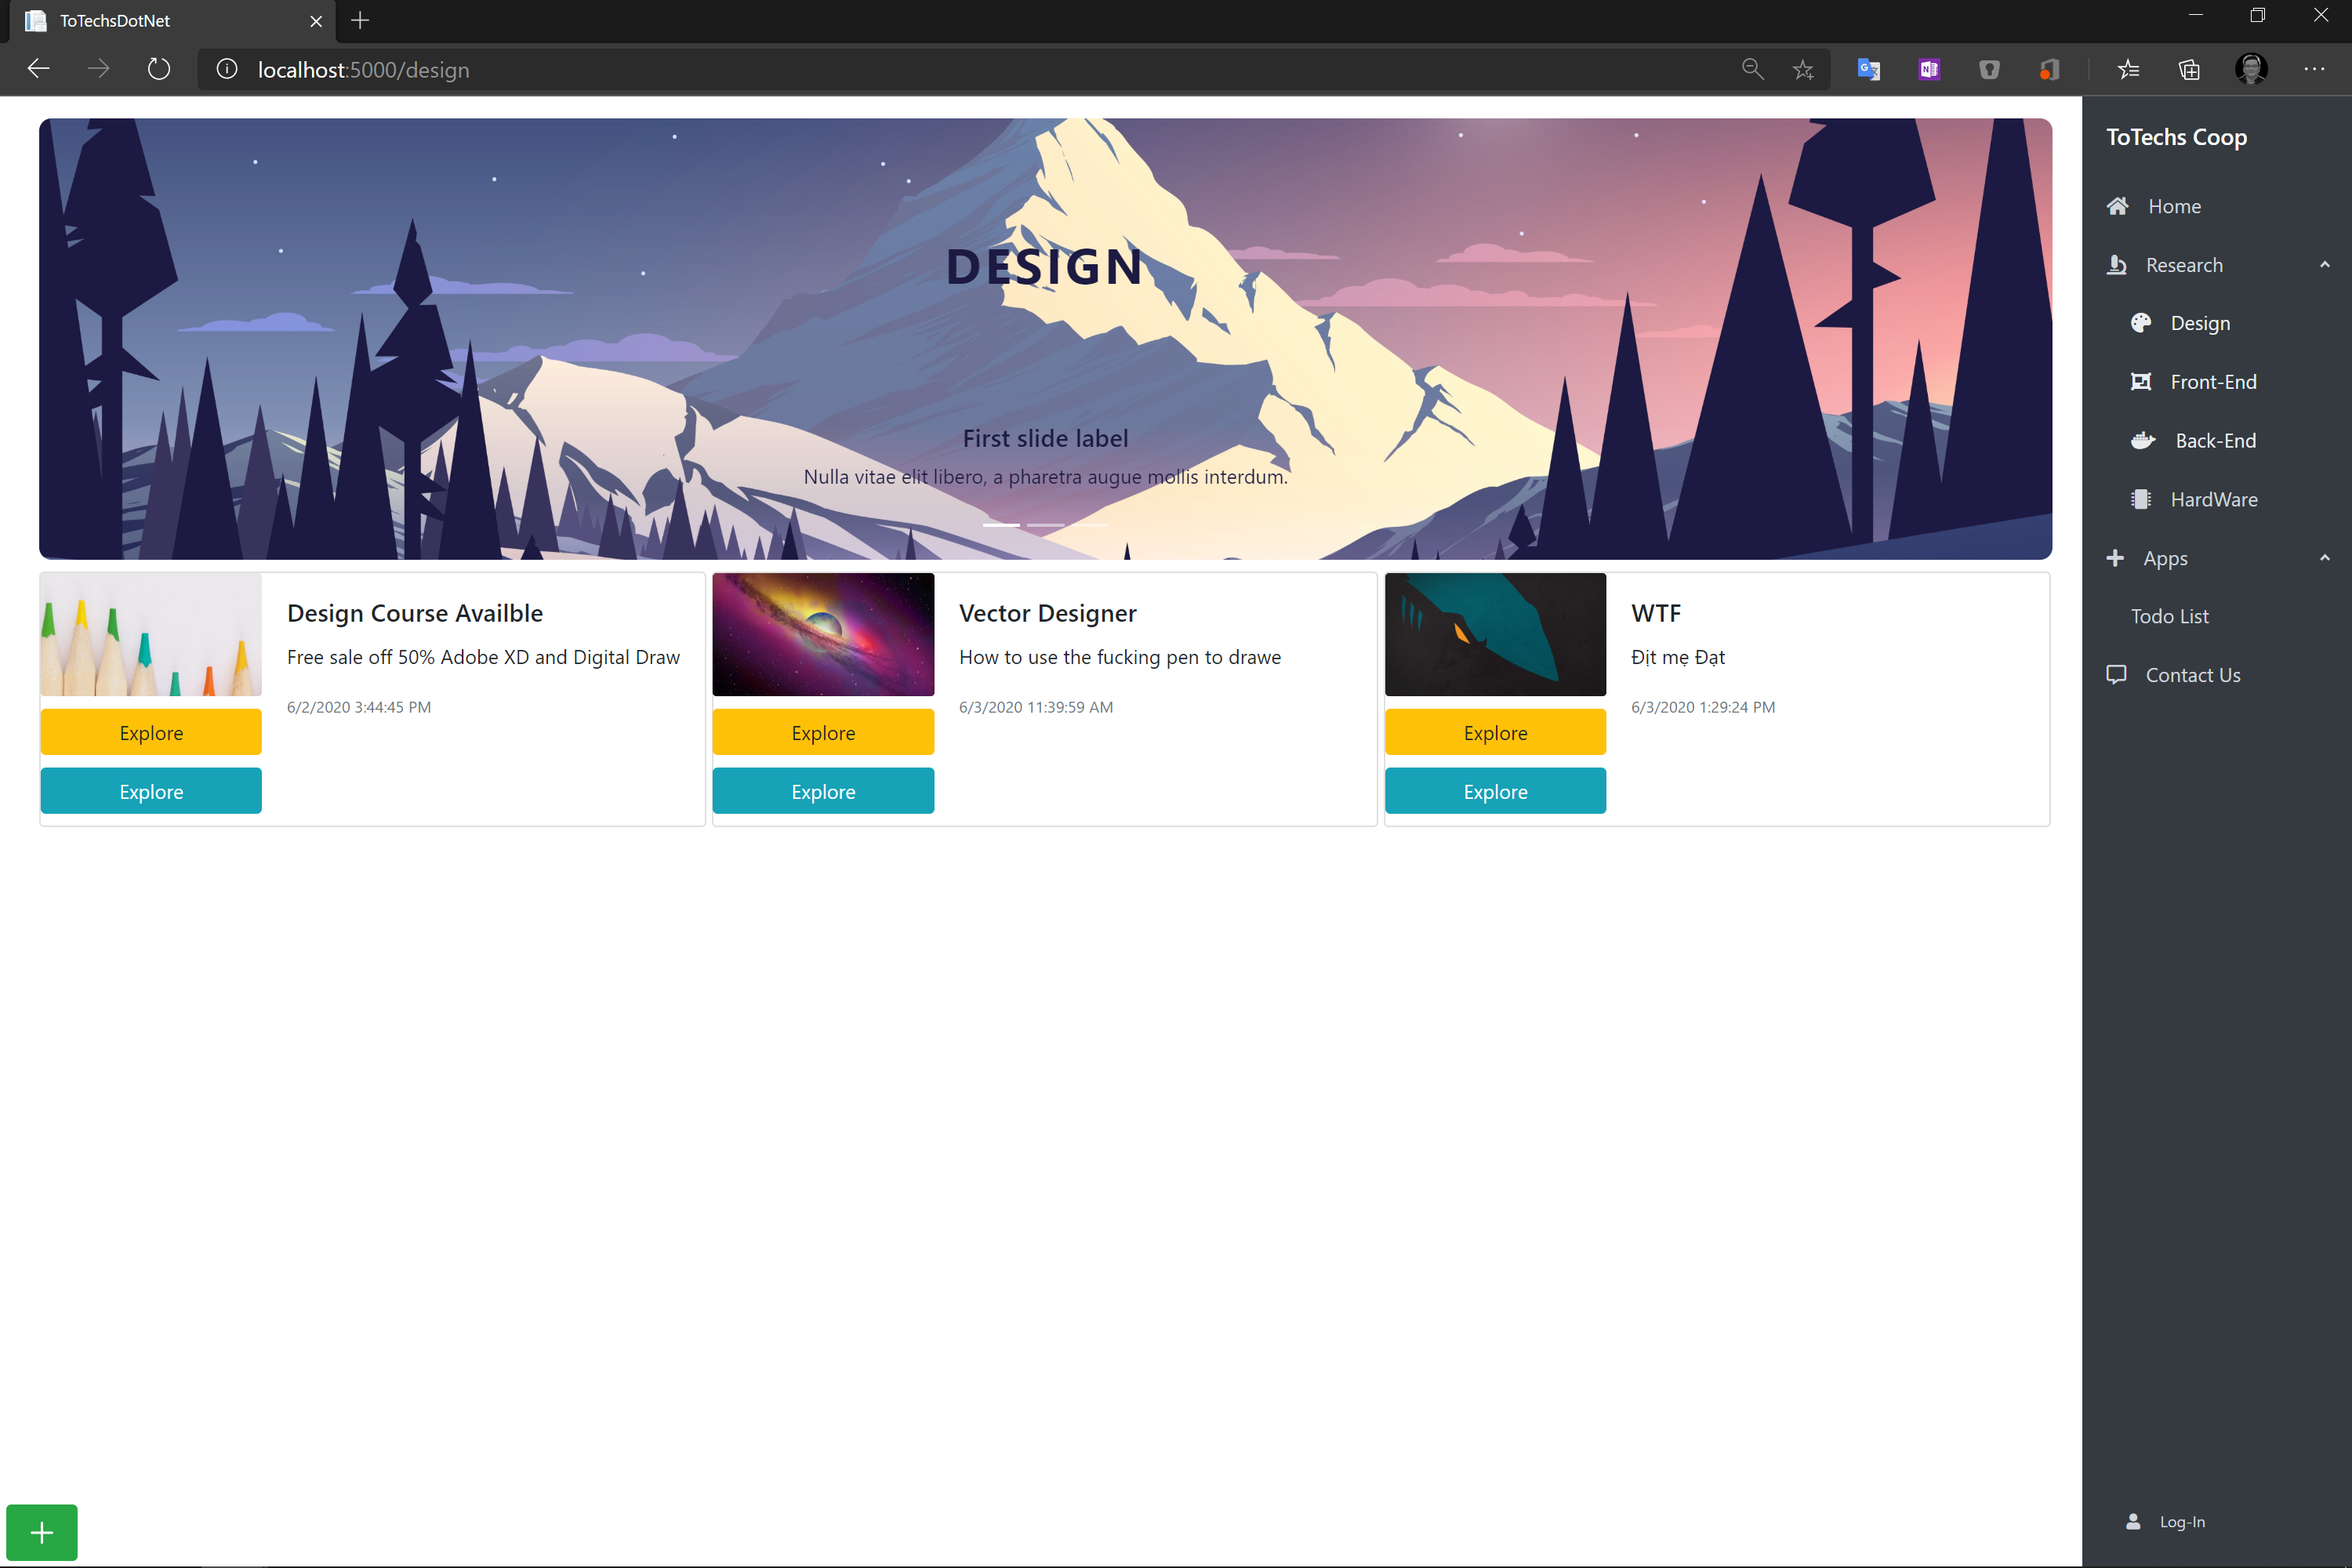 ToTechsDotNet
localhost:5000/design
ToTechs Coop
Home
Research
Design
Front-End
Back-End
HardWare
Apps
Todo List
Contact Us
Log-In
DESIGN
First slide label
Nulla vitae elit libero, a pharetra augue mollis interdum.
Design Course Availble
Free sale off 50% Adobe XD and Digital Draw
6/2/2020 3:44:45 PM
Explore
Explore
Vector Designer
How to use the fucking pen to drawe
6/3/2020 11:39:59 AM
Explore
Explore
WTF
Địt mẹ Đạt
6/3/2020 1:29:24 PM
Explore
Explore